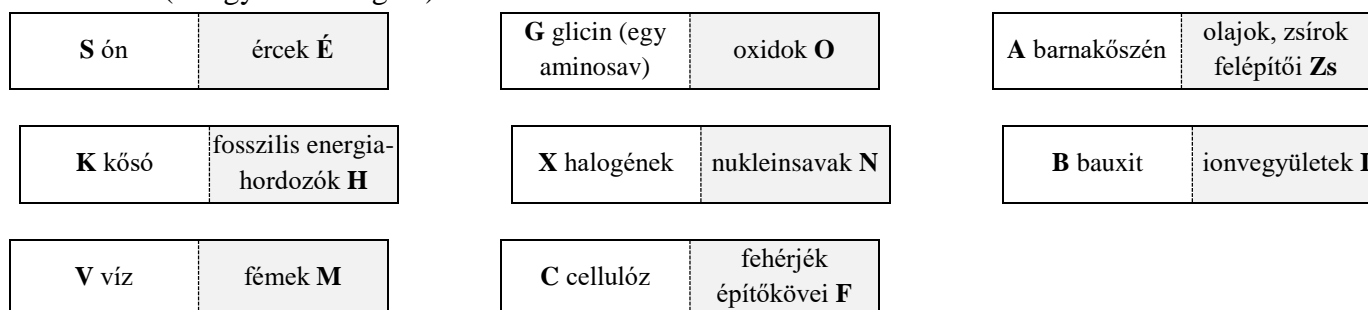 S ón
ércek É
G glicin (egy
aminosav)
oxidok O
A barnakőszén
olajok, zsírok
felépítői Zs
K kősó
fosszilis energia-
hordozók H
X halogének
nukleinsavak N
B bauxit
ionvegyületek I
V víz
fémek M
C cellulóz
fehérjék
építőkövei F